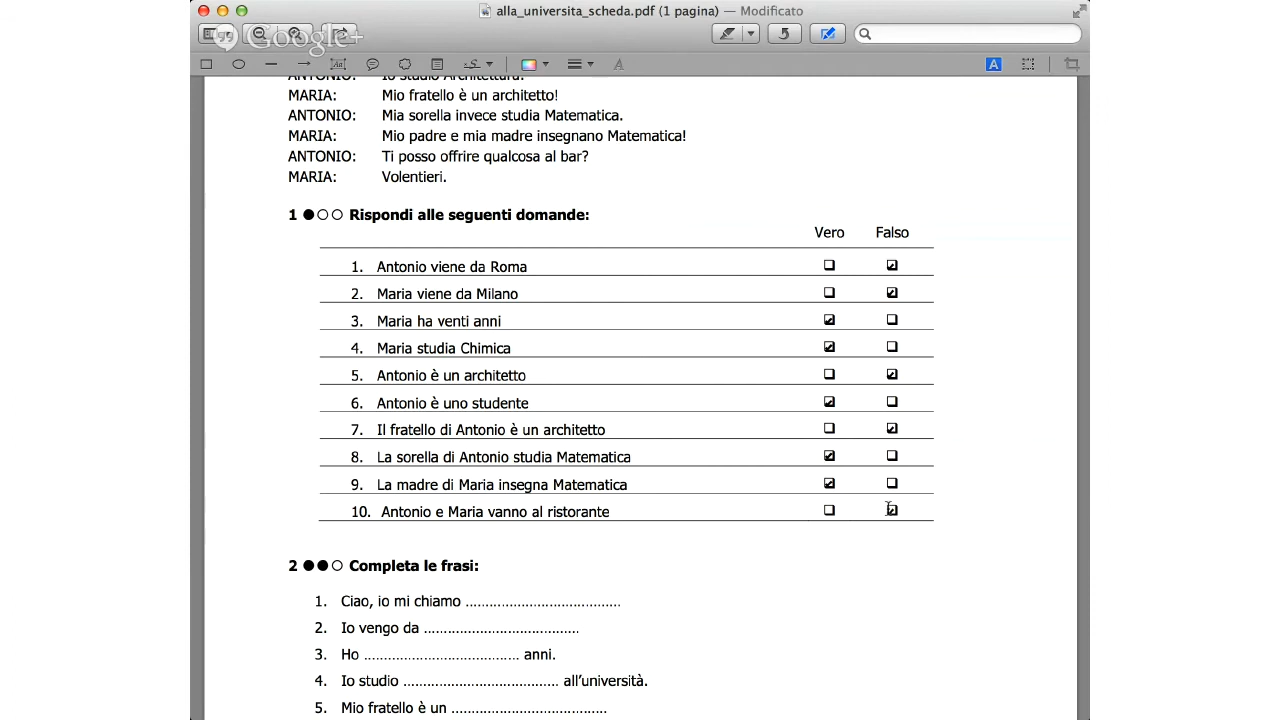 alla_universita_scheda.pdf (1 pagina) — Modificato
Google+
ANTONIO: Io studio Architettura.
MARIA: Mio fratello è un architetto!
ANTONIO: Mia sorella invece studia Matematica.
MARIA: Mio padre e mia madre insegnano Matematica!
ANTONIO: Ti posso offrire qualcosa al bar?
MARIA: Volentieri.
1 ●○○ Rispondi alle seguenti domande:
Vero Falso
1. Antonio viene da Roma
2. Maria viene da Milano
3. Maria ha venti anni
4. Maria studia Chimica
5. Antonio è un architetto
6. Antonio è uno studente
7. Il fratello di Antonio è un architetto
8. La sorella di Antonio studia Matematica
9. La madre di Maria insegna Matematica
10. Antonio e Maria vanno al ristorante
2 ●●○ Completa le frasi:
1. Ciao, io mi chiamo .......................................
2. Io vengo da .......................................
3. Ho ....................................... anni.
4. Io studio ....................................... all'università.
5. Mio fratello è un .......................................